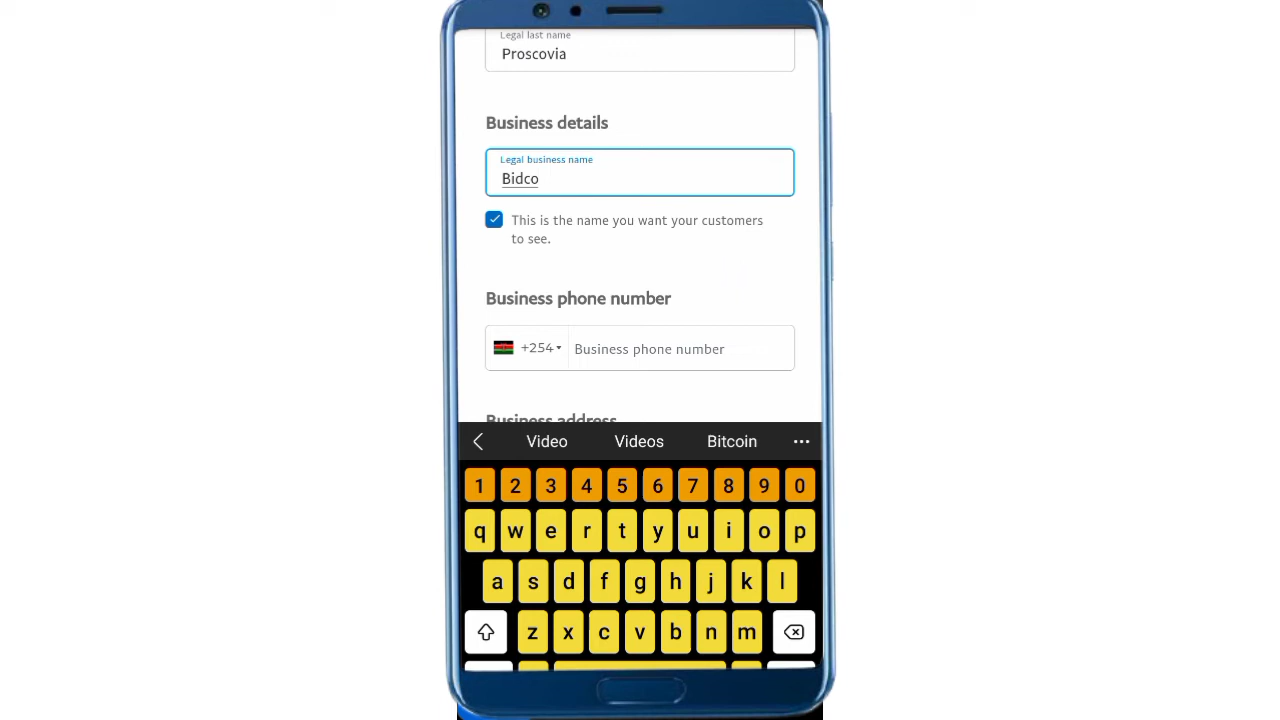 Legal last name
Proscovia
Business details
Legal business name
Bidco
This is the name you want your customers
to see.
Business phone number
+254 Business phone number
Business address
Video Videos Bitcoin ...
1 2 3 4 5 6 7 8 9 0
q w e r t y u i o p
a s d f g h j k l
z x c v b n m